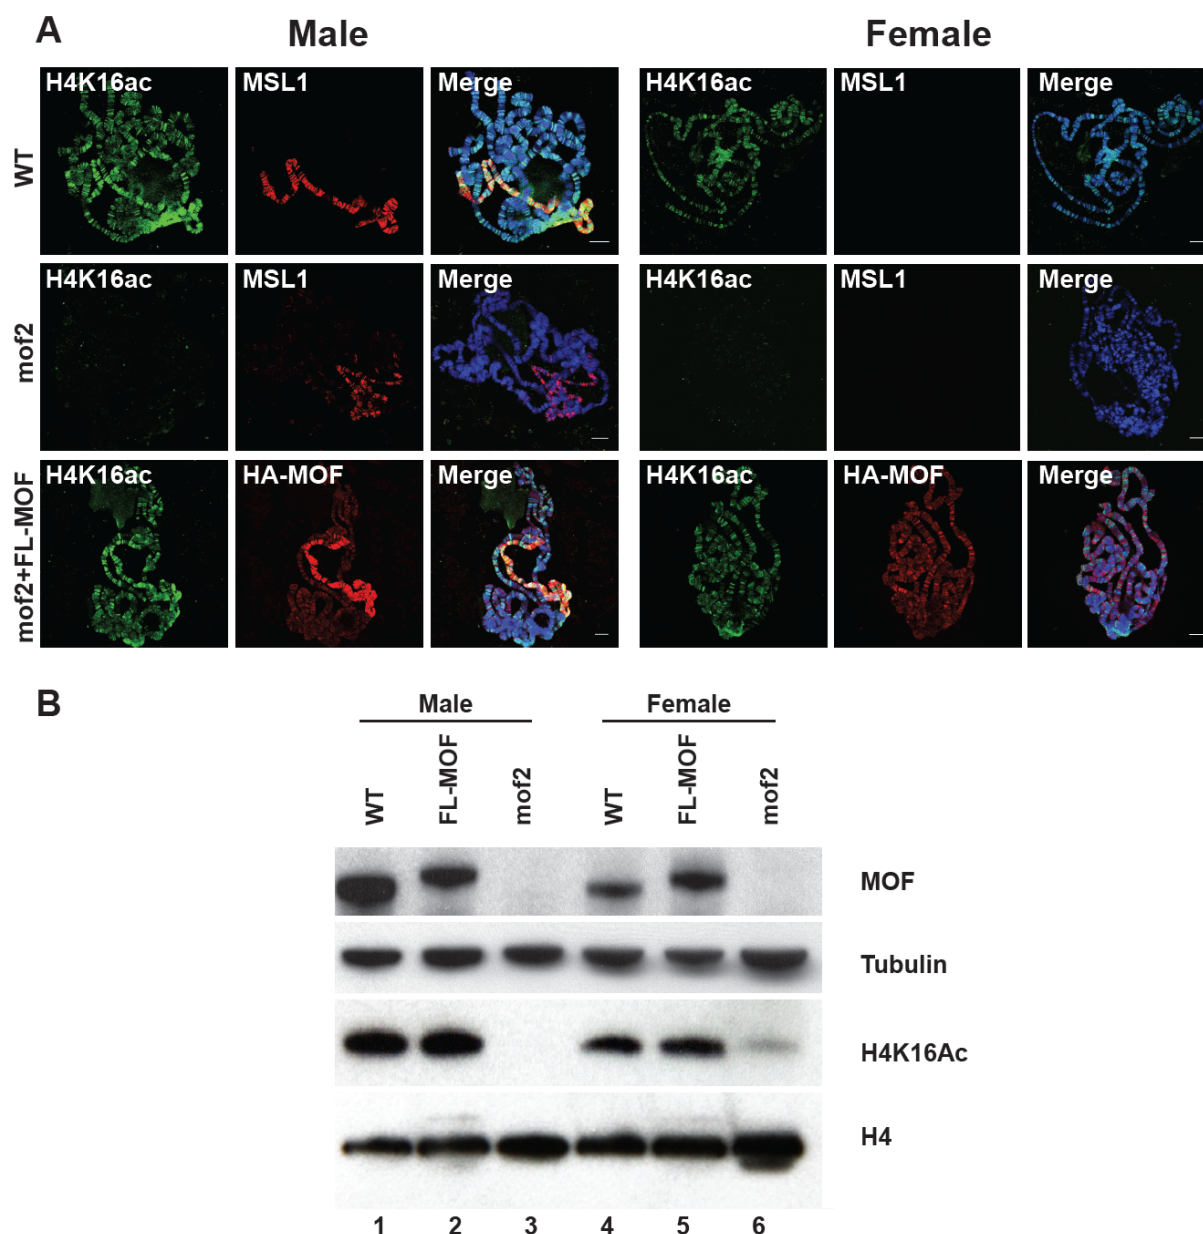 A
Male Female
H4K16ac MSL1 Merge H4K16ac MSL1 Merge
WT
H4K16ac MSL1 Merge H4K16ac MSL1 Merge
mof2
H4K16ac HA-MOF Merge H4K16ac HA-MOF Merge
mof2+FL-MOF
B
Male Female
WT FL-MOF mof2 WT FL-MOF mof2
MOF
Tubulin
H4K16Ac
H4
1 2 3 4 5 6